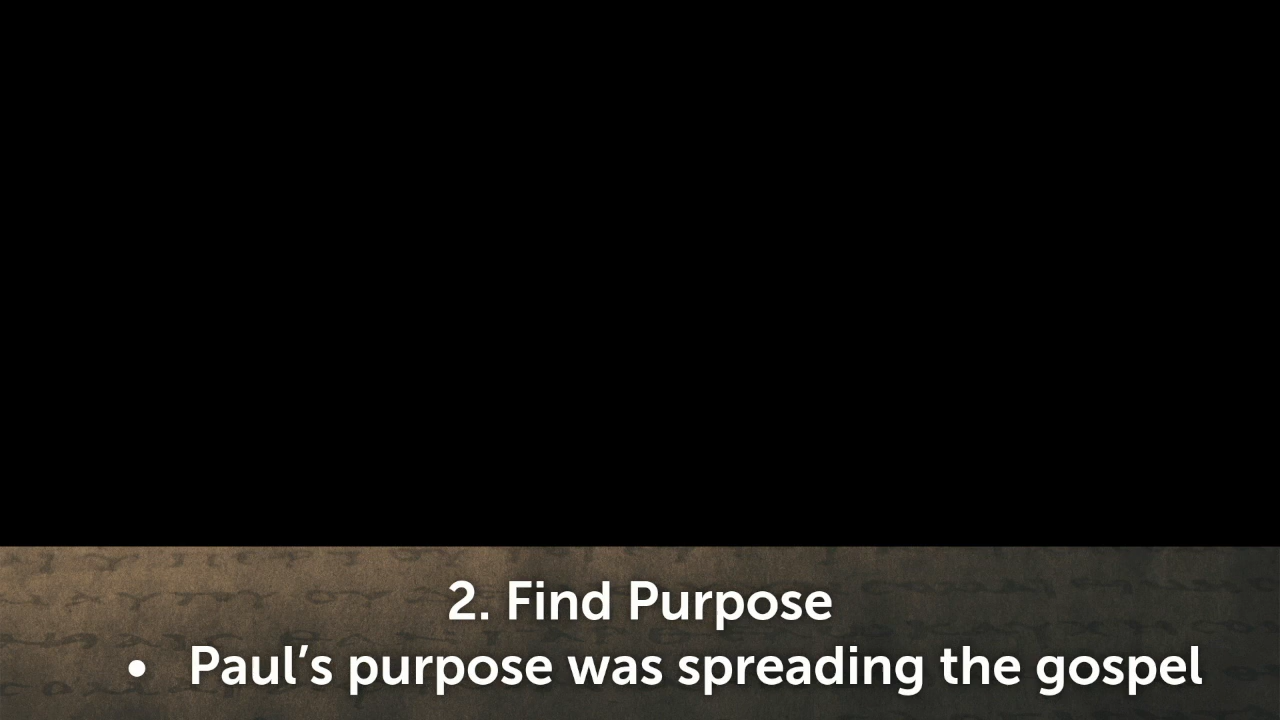 2. Find Purpose
• Paul’s purpose was spreading the gospel